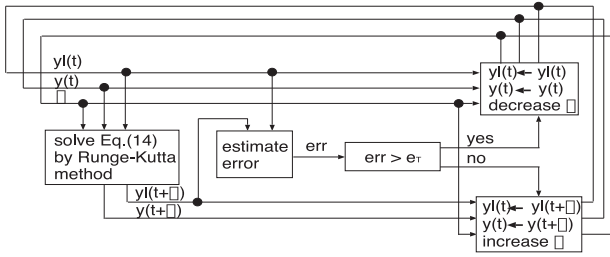 yl(t)
y(t)
□
yl(t)← yl(t)
y(t)← y(t)
decrease □
solve Eq.(14)
by Runge-Kutta
method
estimate
error
err
err > eT
yes
no
yl(t+□)
y(t+□)
yl(t)← yl(t+□)
y(t)← y(t+□)
increase □